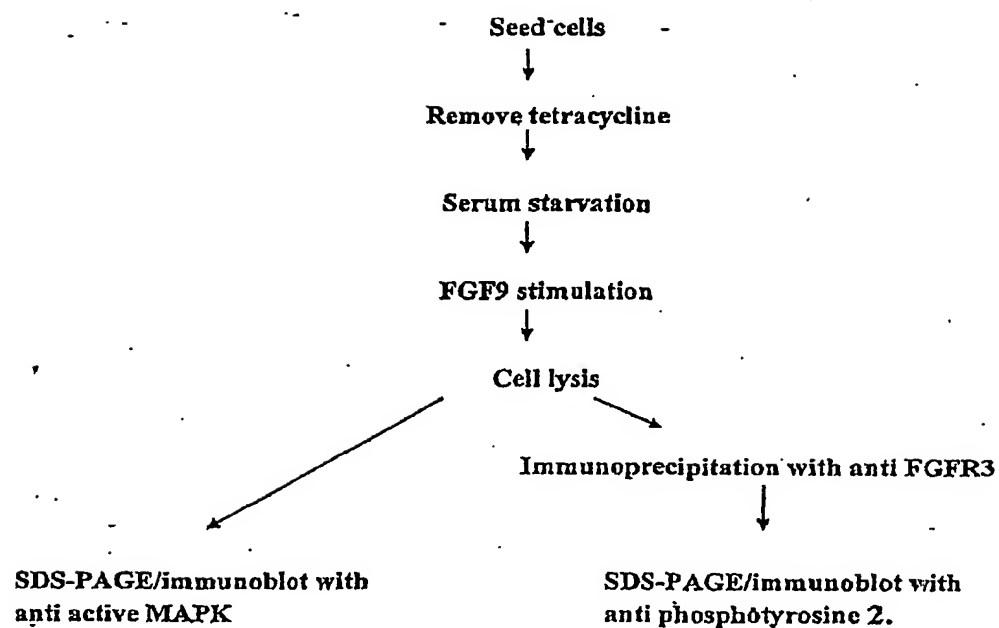 Seed cells
Remove tetracycline
Serum starvation
FGF9 stimulation
Cell lysis
Immunoprecipitation with anti FGFR3
SDS-PAGE/immunoblot with
anti active MAPK
SDS-PAGE/immunoblot with
anti phosphotyrosine 2.